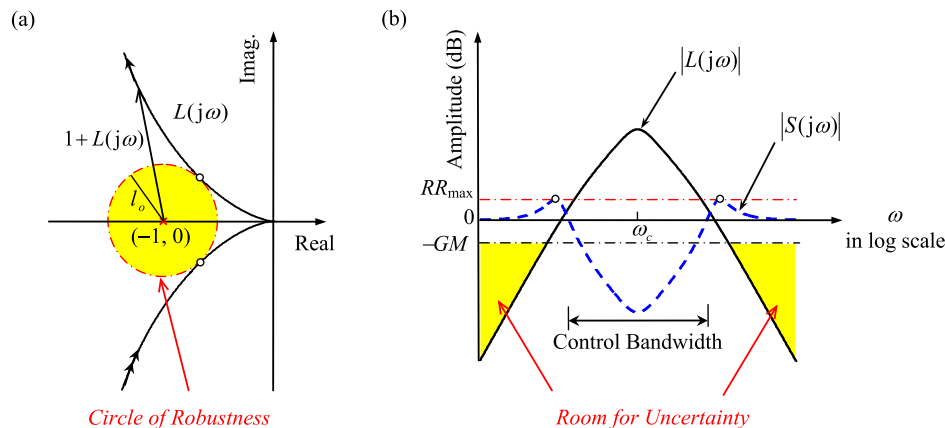 (a)
Imag.
L(jω)
1+L(jω)
l_o
(−1, 0)
Real
Circle of Robustness
(b)
Amplitude (dB)
|L(jω)|
|S(jω)|
RR_max
0
−GM
ω_c
ω
in log scale
Control Bandwidth
Room for Uncertainty